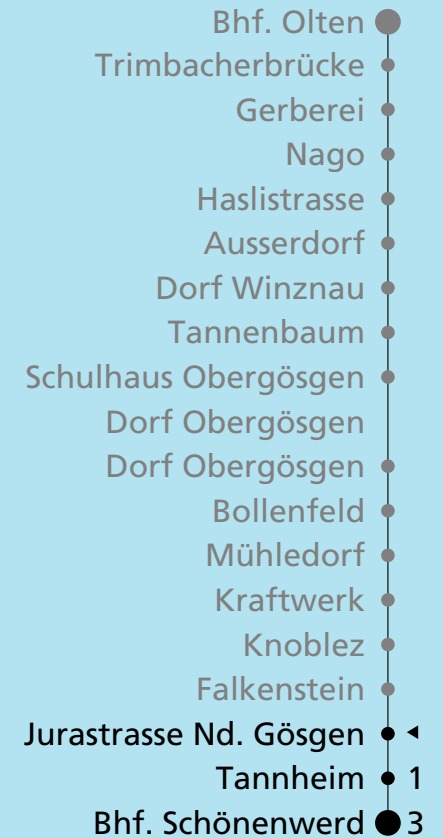 Bhf. Olten
Trimbacherbrücke
Gerberei
Nago
Haslistrasse
Ausserdorf
Dorf Winznau
Tannenbaum
Schulhaus Obergösgen
Dorf Obergösgen
Dorf Obergösgen
Bollenfeld
Mühledorf
Kraftwerk
Knoblez
Falkenstein
Jurastrasse Nd. Gösgen
Tannheim 1
Bhf. Schönenwerd 3